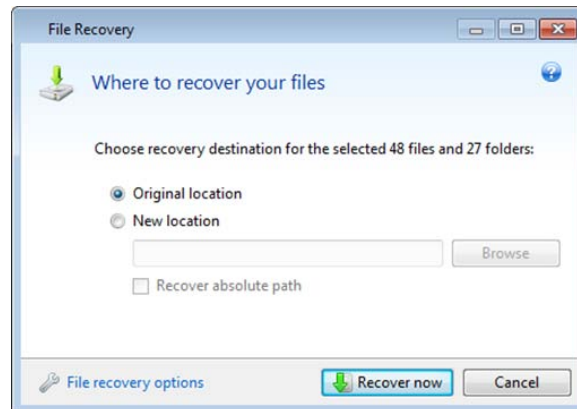 File Recovery
Where to recover your files
Choose recovery destination for the selected 48 files and 27 folders:
Original location
New location
Browse
Recover absolute path
File recovery options
Recover now
Cancel